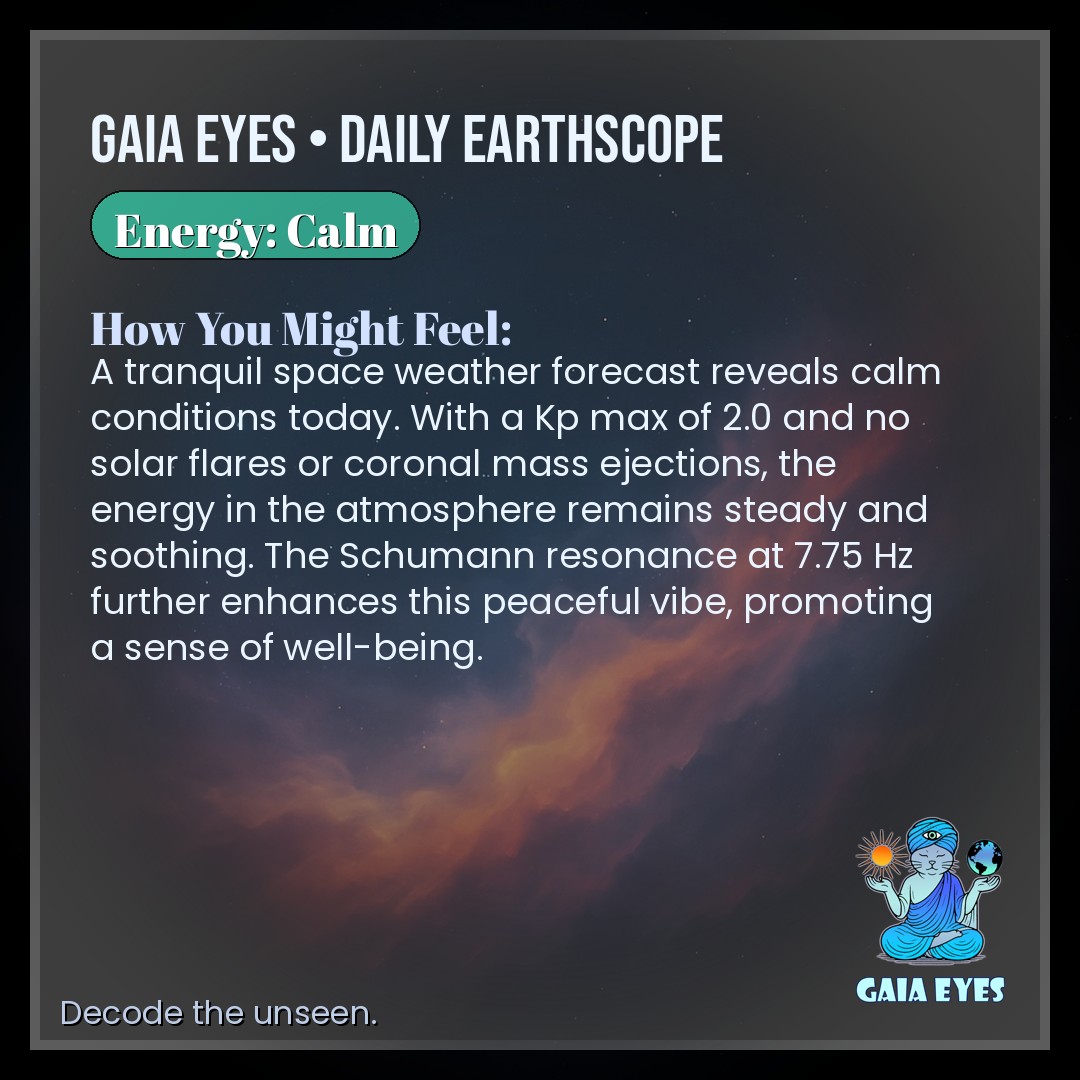 GAIA EYES • DAILY EARTHSCOPE
Energy: Calm
How You Might Feel:
A tranquil space weather forecast reveals calm
conditions today. With a Kp max of 2.0 and no
solar flares or coronal mass ejections, the
energy in the atmosphere remains steady and
soothing. The Schumann resonance at 7.75 Hz
further enhances this peaceful vibe, promoting
a sense of well-being.
GAIA EYES
Decode the unseen.